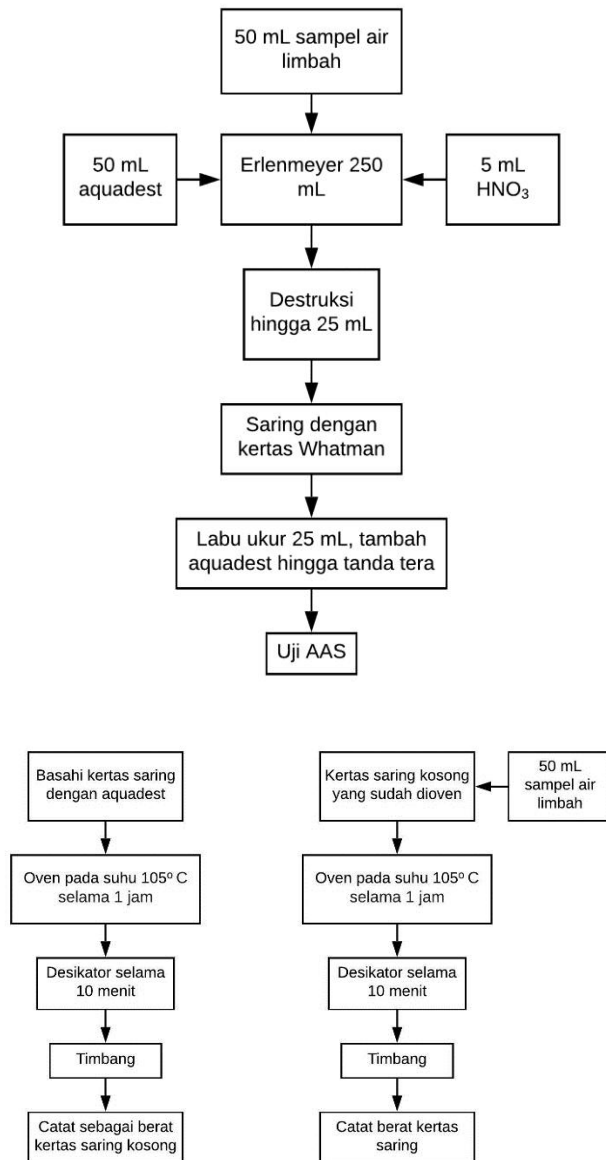 50 mL sampel air
limbah
50 mL
aquadest
Erlenmeyer 250
mL
5 mL
HNO₃
Destruksi
hingga 25 mL
Saring dengan
kertas Whatman
Labu ukur 25 mL, tambah
aquadest hingga tanda tera
Uji AAS
Basahi kertas saring
dengan aquadest
Oven pada suhu 105º C
selama 1 jam
Desikator selama
10 menit
Timbang
Catat sebagai berat
kertas saring kosong
Kertas saring kosong
yang sudah dioven
50 mL
sampel air
limbah
Oven pada suhu 105º C
selama 1 jam
Desikator selama
10 menit
Timbang
Catat berat kertas
saring